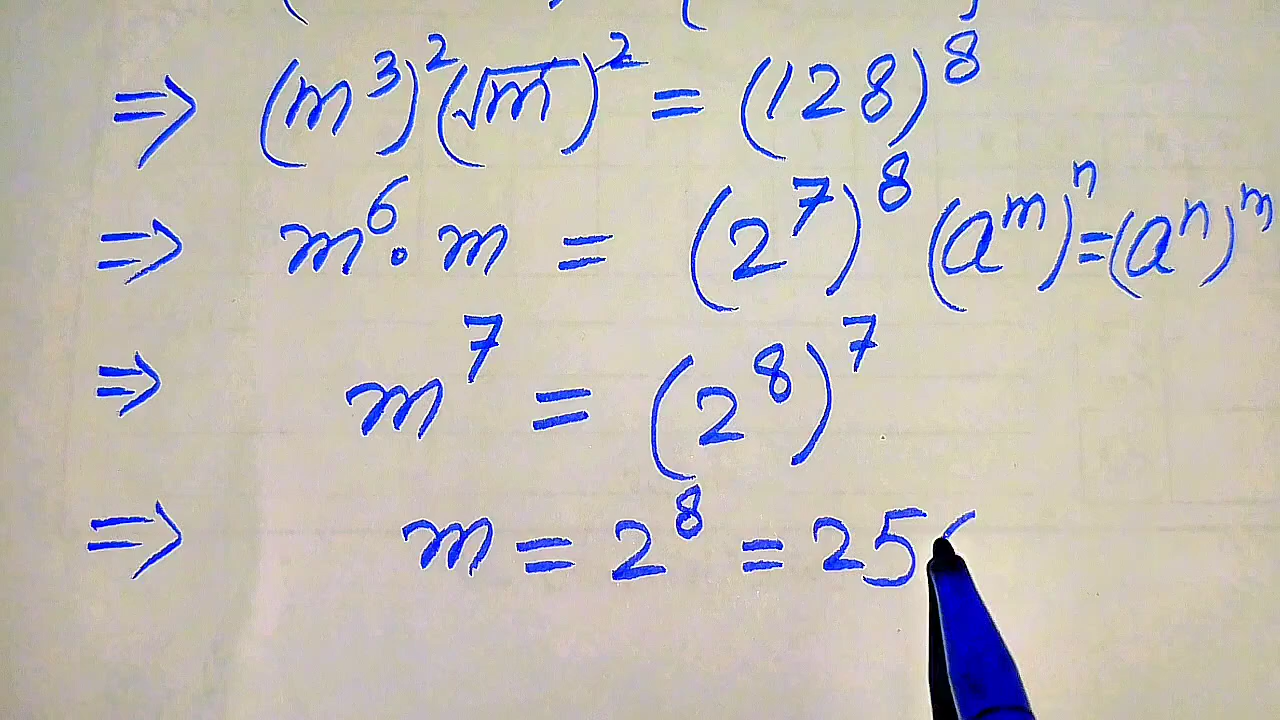 ⇒ (m³)²(√m)² = (128)⁸
⇒ m⁶·m = (2⁷)⁸ (aᵐ)ⁿ=(aⁿ)ᵐ
⇒ m⁷ = (2⁸)⁷
⇒ m = 2⁸ = 25